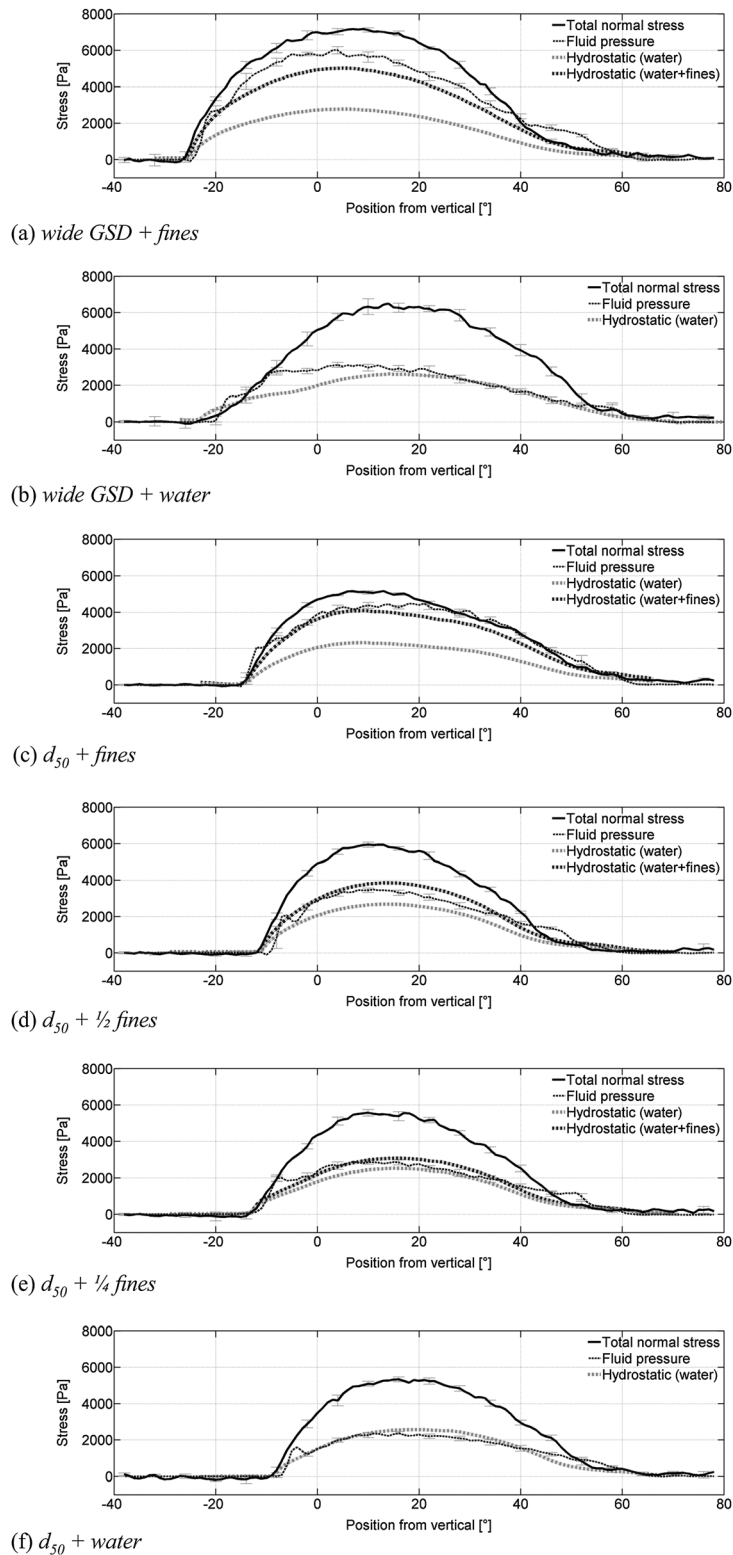 8000
6000
4000
2000
0
Stress [Pa]
Total normal stress
Fluid pressure
Hydrostatic (water)
Hydrostatic (water+fines)
-40 -20 0 20 40 60 80
Position from vertical [°]
(a) wide GSD + fines
8000
6000
4000
2000
0
Stress [Pa]
Total normal stress
Fluid pressure
Hydrostatic (water)
-40 -20 0 20 40 60 80
Position from vertical [°]
(b) wide GSD + water
8000
6000
4000
2000
0
Stress [Pa]
Total normal stress
Fluid pressure
Hydrostatic (water)
Hydrostatic (water+fines)
-40 -20 0 20 40 60 80
Position from vertical [°]
(c) d50 + fines
8000
6000
4000
2000
0
Stress [Pa]
Total normal stress
Fluid pressure
Hydrostatic (water)
Hydrostatic (water+fines)
-40 -20 0 20 40 60 80
Position from vertical [°]
(d) d50 + ½ fines
8000
6000
4000
2000
0
Stress [Pa]
Total normal stress
Fluid pressure
Hydrostatic (water)
Hydrostatic (water+fines)
-40 -20 0 20 40 60 80
Position from vertical [°]
(e) d50 + ¼ fines
8000
6000
4000
2000
0
Stress [Pa]
Total normal stress
Fluid pressure
Hydrostatic (water)
-40 -20 0 20 40 60 80
Position from vertical [°]
(f) d50 + water